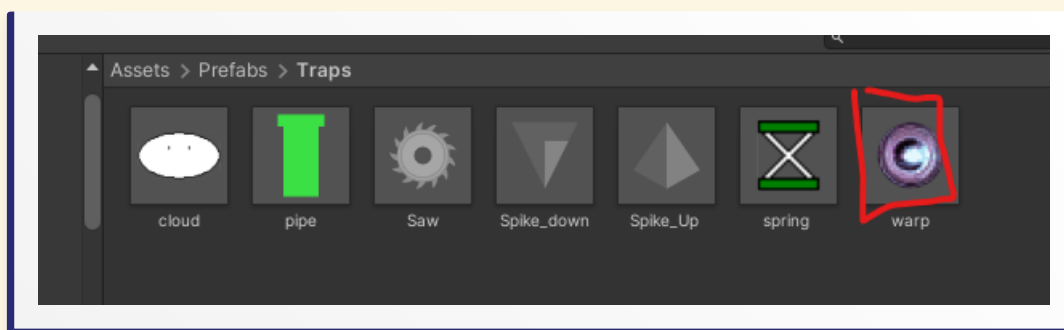 Assets > Prefabs > Traps
cloud pipe Saw Spike_down Spike_Up spring warp